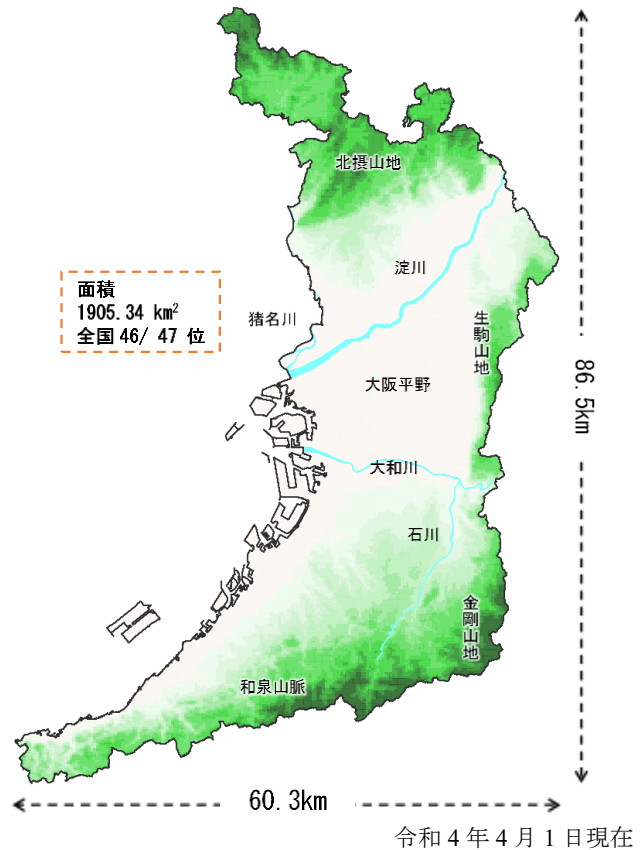 北摂山地
淀川
面積
1905.34 km²
全国46/ 47 位
猪名川
生駒山地
大阪平野
86.5km
大和川
石川
金剛山地
和泉山脈
60.3km
令和4年4月1日現在